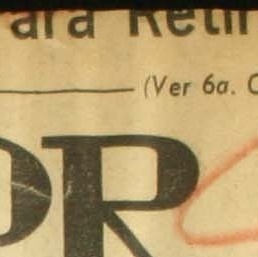 ara Retir
(Ver 6a. C
OR